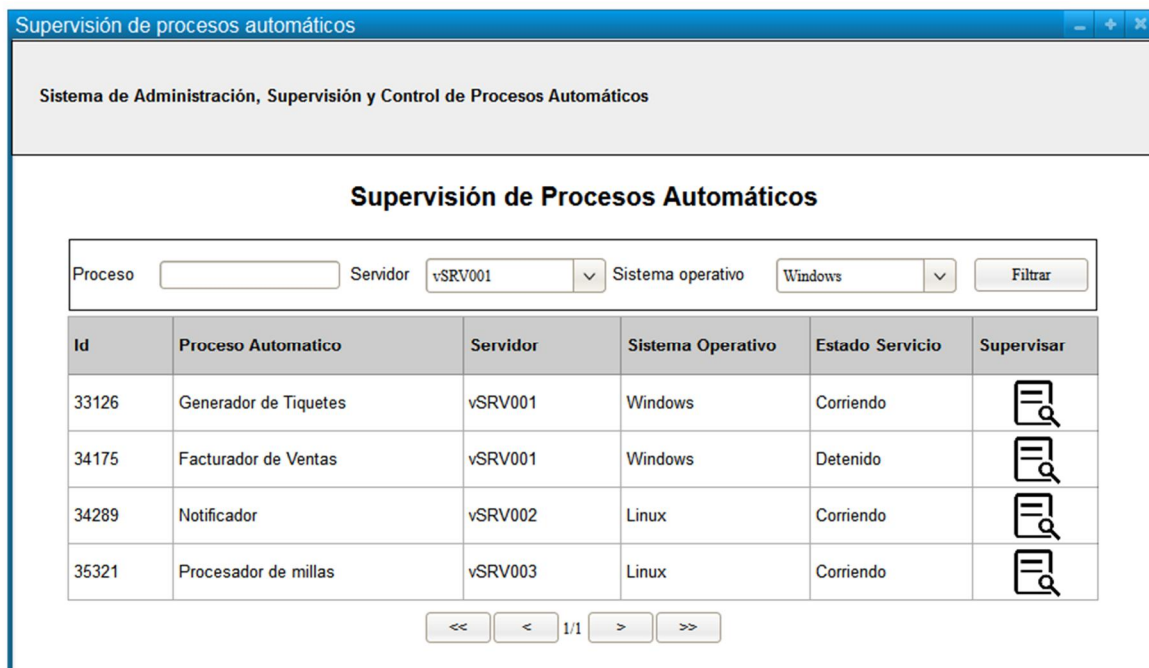 Supervisión de procesos automáticos
Sistema de Administración, Supervisión y Control de Procesos Automáticos
Supervisión de Procesos Automáticos
Proceso Servidor vSRV001 Sistema operativo Windows Filtrar
Id Proceso Automatico Servidor Sistema Operativo Estado Servicio Supervisar
33126 Generador de Tiquetes vSRV001 Windows Corriendo
34175 Facturador de Ventas vSRV001 Windows Detenido
34289 Notificador vSRV002 Linux Corriendo
35321 Procesador de millas vSRV003 Linux Corriendo
<< < 1/1 > >>